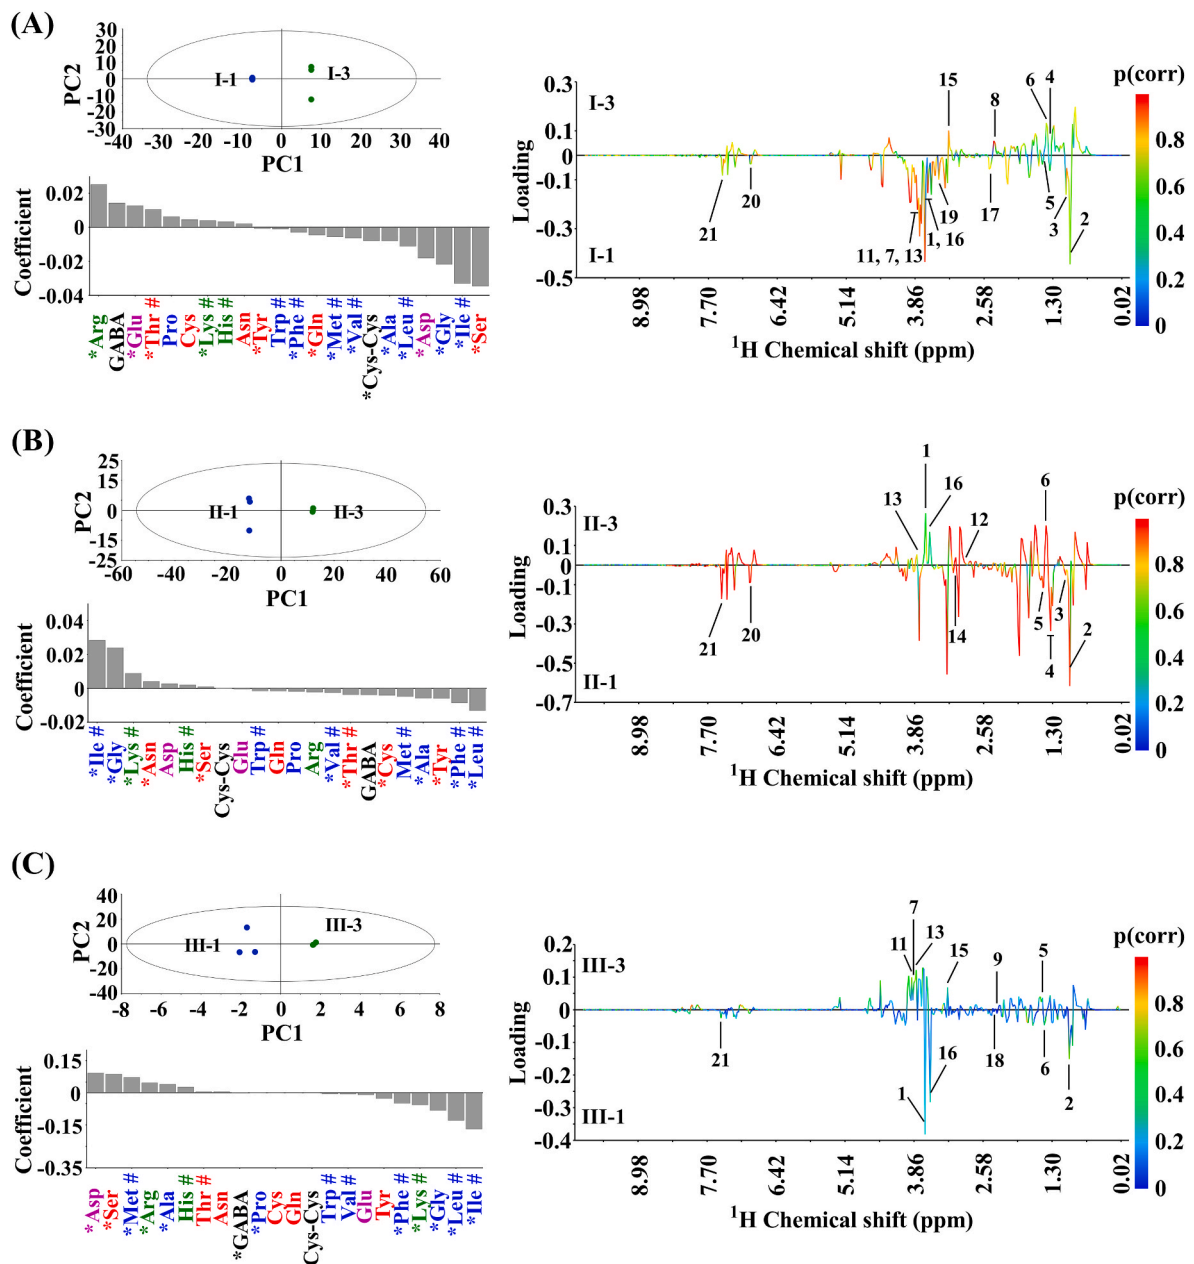 (A)
30
20
10
0
-10
-20
-30
PC2
I-1
I-3
-40 -30 -20 -10 0 10 20 30 40
PC1
0.02
0
-0.02
-0.04
Coefficient
*Arg
GABA
*Glu
*Thr #
Pro
Cys
*Lys #
His #
Asn
*Tyr
Trp #
*Phe #
*Gln
*Met #
*Val #
*Cys-Cys
*Ala
*Leu #
*Asp
*Gly
*Ile #
*Ser
I-3
I-1
0.3
0.1
0
-0.1
-0.3
-0.5
Loading
15
8
6
4
21
20
11, 7, 13
1, 16
19
17
5
3
2
8.98 7.70 6.42 5.14 3.86 2.58 1.30 0.02
1H Chemical shift (ppm)
p(corr)
0.8
0.6
0.4
0.2
0
(B)
25
15
5
-5
-15
-25
PC2
II-1
II-3
-60 -40 -20 0 20 40 60
PC1
0.04
0.02
0
-0.02
Coefficient
*Ile #
*Gly
*Lys #
*Asn
Asp
His #
*Ser
Cys-Cys
Glu
Trp #
Gln
Pro
Arg
*Val #
*Thr #
GABA
*Cys
Met #
*Ala
*Tyr
*Phe #
*Leu #
II-3
II-1
0.3
0.1
0
-0.1
-0.3
-0.5
-0.7
Loading
1
13
16
12
6
21
20
14
5
4
3
2
8.98 7.70 6.42 5.14 3.86 2.58 1.30 0.02
1H Chemical shift (ppm)
p(corr)
0.8
0.6
0.4
0.2
0
(C)
40
20
0
-20
-40
PC2
III-1
III-3
-8 -6 -4 -2 0 2 4 6 8
PC1
0.15
0
-0.15
-0.35
Coefficient
*Asp
*Ser
*Met #
*Arg
*Ala
His #
Thr #
Asn
*GABA
*Pro
Cys
Gln
Cys-Cys
Trp #
Val #
Glu
Tyr
*Phe #
*Lys #
*Gly
*Leu #
*Ile #
III-3
III-1
0.2
0.1
0
-0.1
-0.2
-0.3
-0.4
Loading
7
11
13
15
9
5
21
1
16
18
6
2
8.98 7.70 6.42 5.14 3.86 2.58 1.30 0.02
1H Chemical shift (ppm)
p(corr)
0.8
0.6
0.4
0.2
0